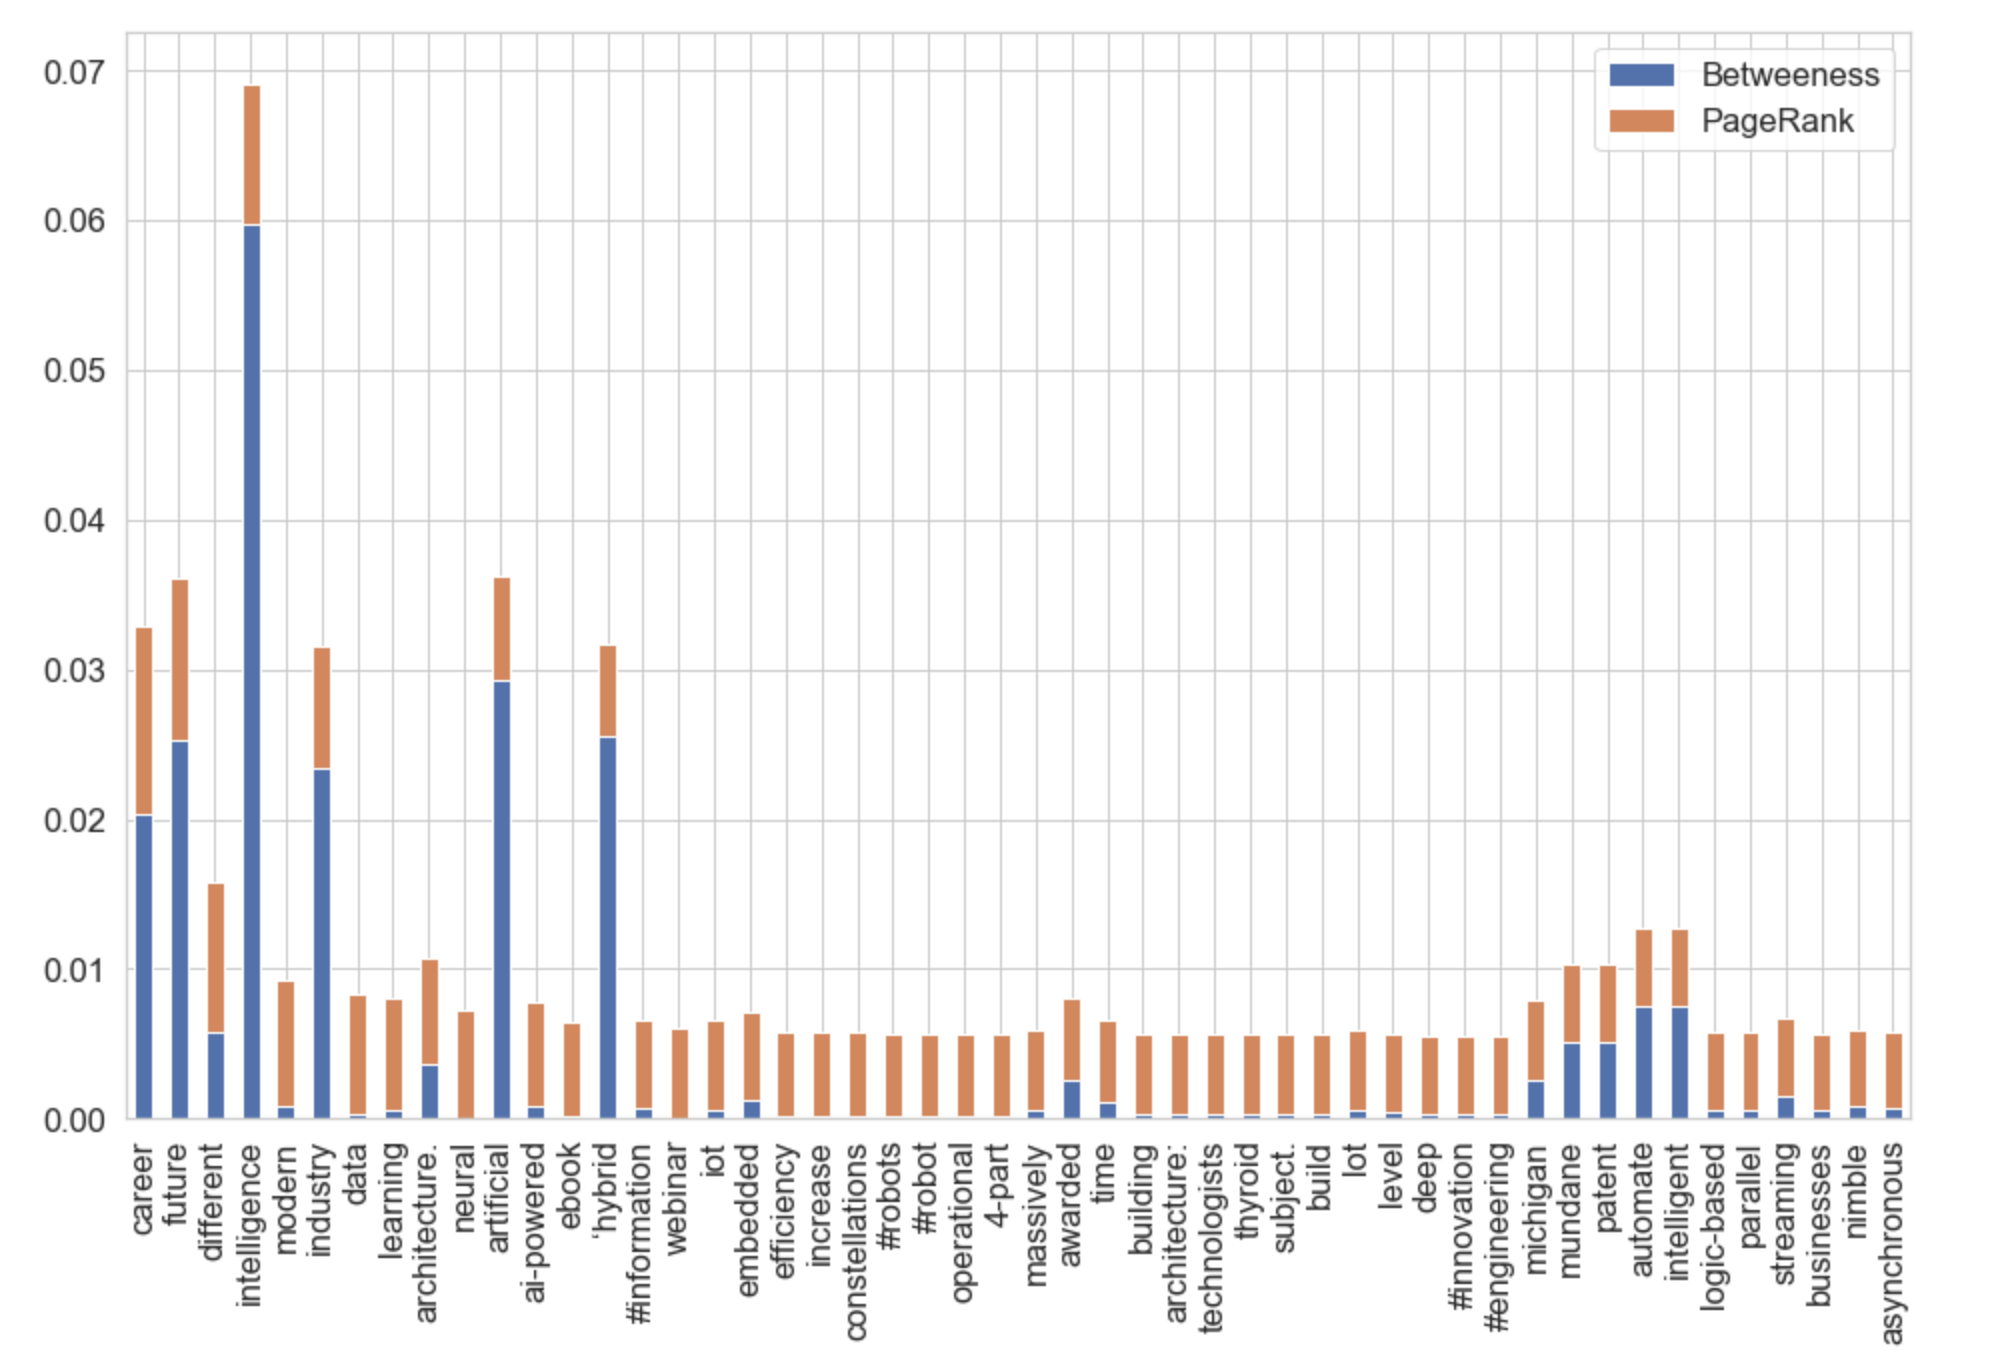 Betweeness
PageRank
0.07
0.06
0.05
0.04
0.03
0.02
0.01
0.00
career
future
different
intelligence
modern
industry
data
learning
architecture.
neural
artificial
ai-powered
ebook
‘hybrid
#information
webinar
iot
embedded
efficiency
increase
constellations
#robots
#robot
operational
4-part
massively
awarded
time
building
architecture:
technologists
thyroid
subject.
build
lot
level
deep
#innovation
#engineering
michigan
mundane
patent
automate
intelligent
logic-based
parallel
streaming
businesses
nimble
asynchronous